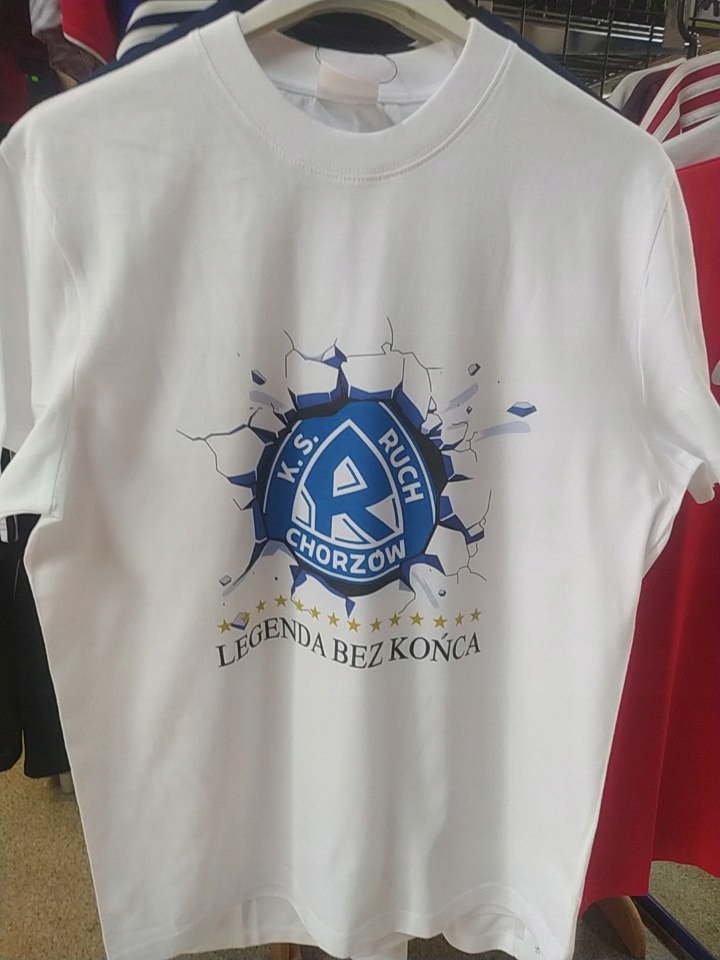 K.S. RUCH
R
CHORZÓW
LEGENDA BEZ KOŃCA